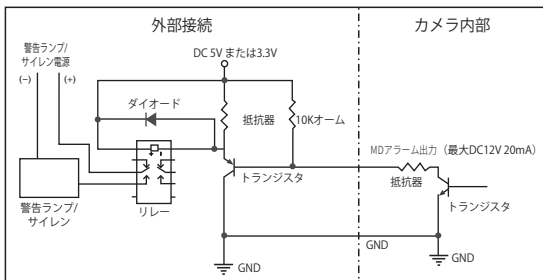 外部接続
カメラ内部
警告ランプ/
サイレン電源
(−)
(+)
DC 5V または3.3V
ダイオード
抵抗器
10Kオーム
MDアラーム出力（最大DC12V 20mA）
抵抗器
トランジスタ
トランジスタ
警告ランプ/
サイレン
リレー
GND
GND
GND